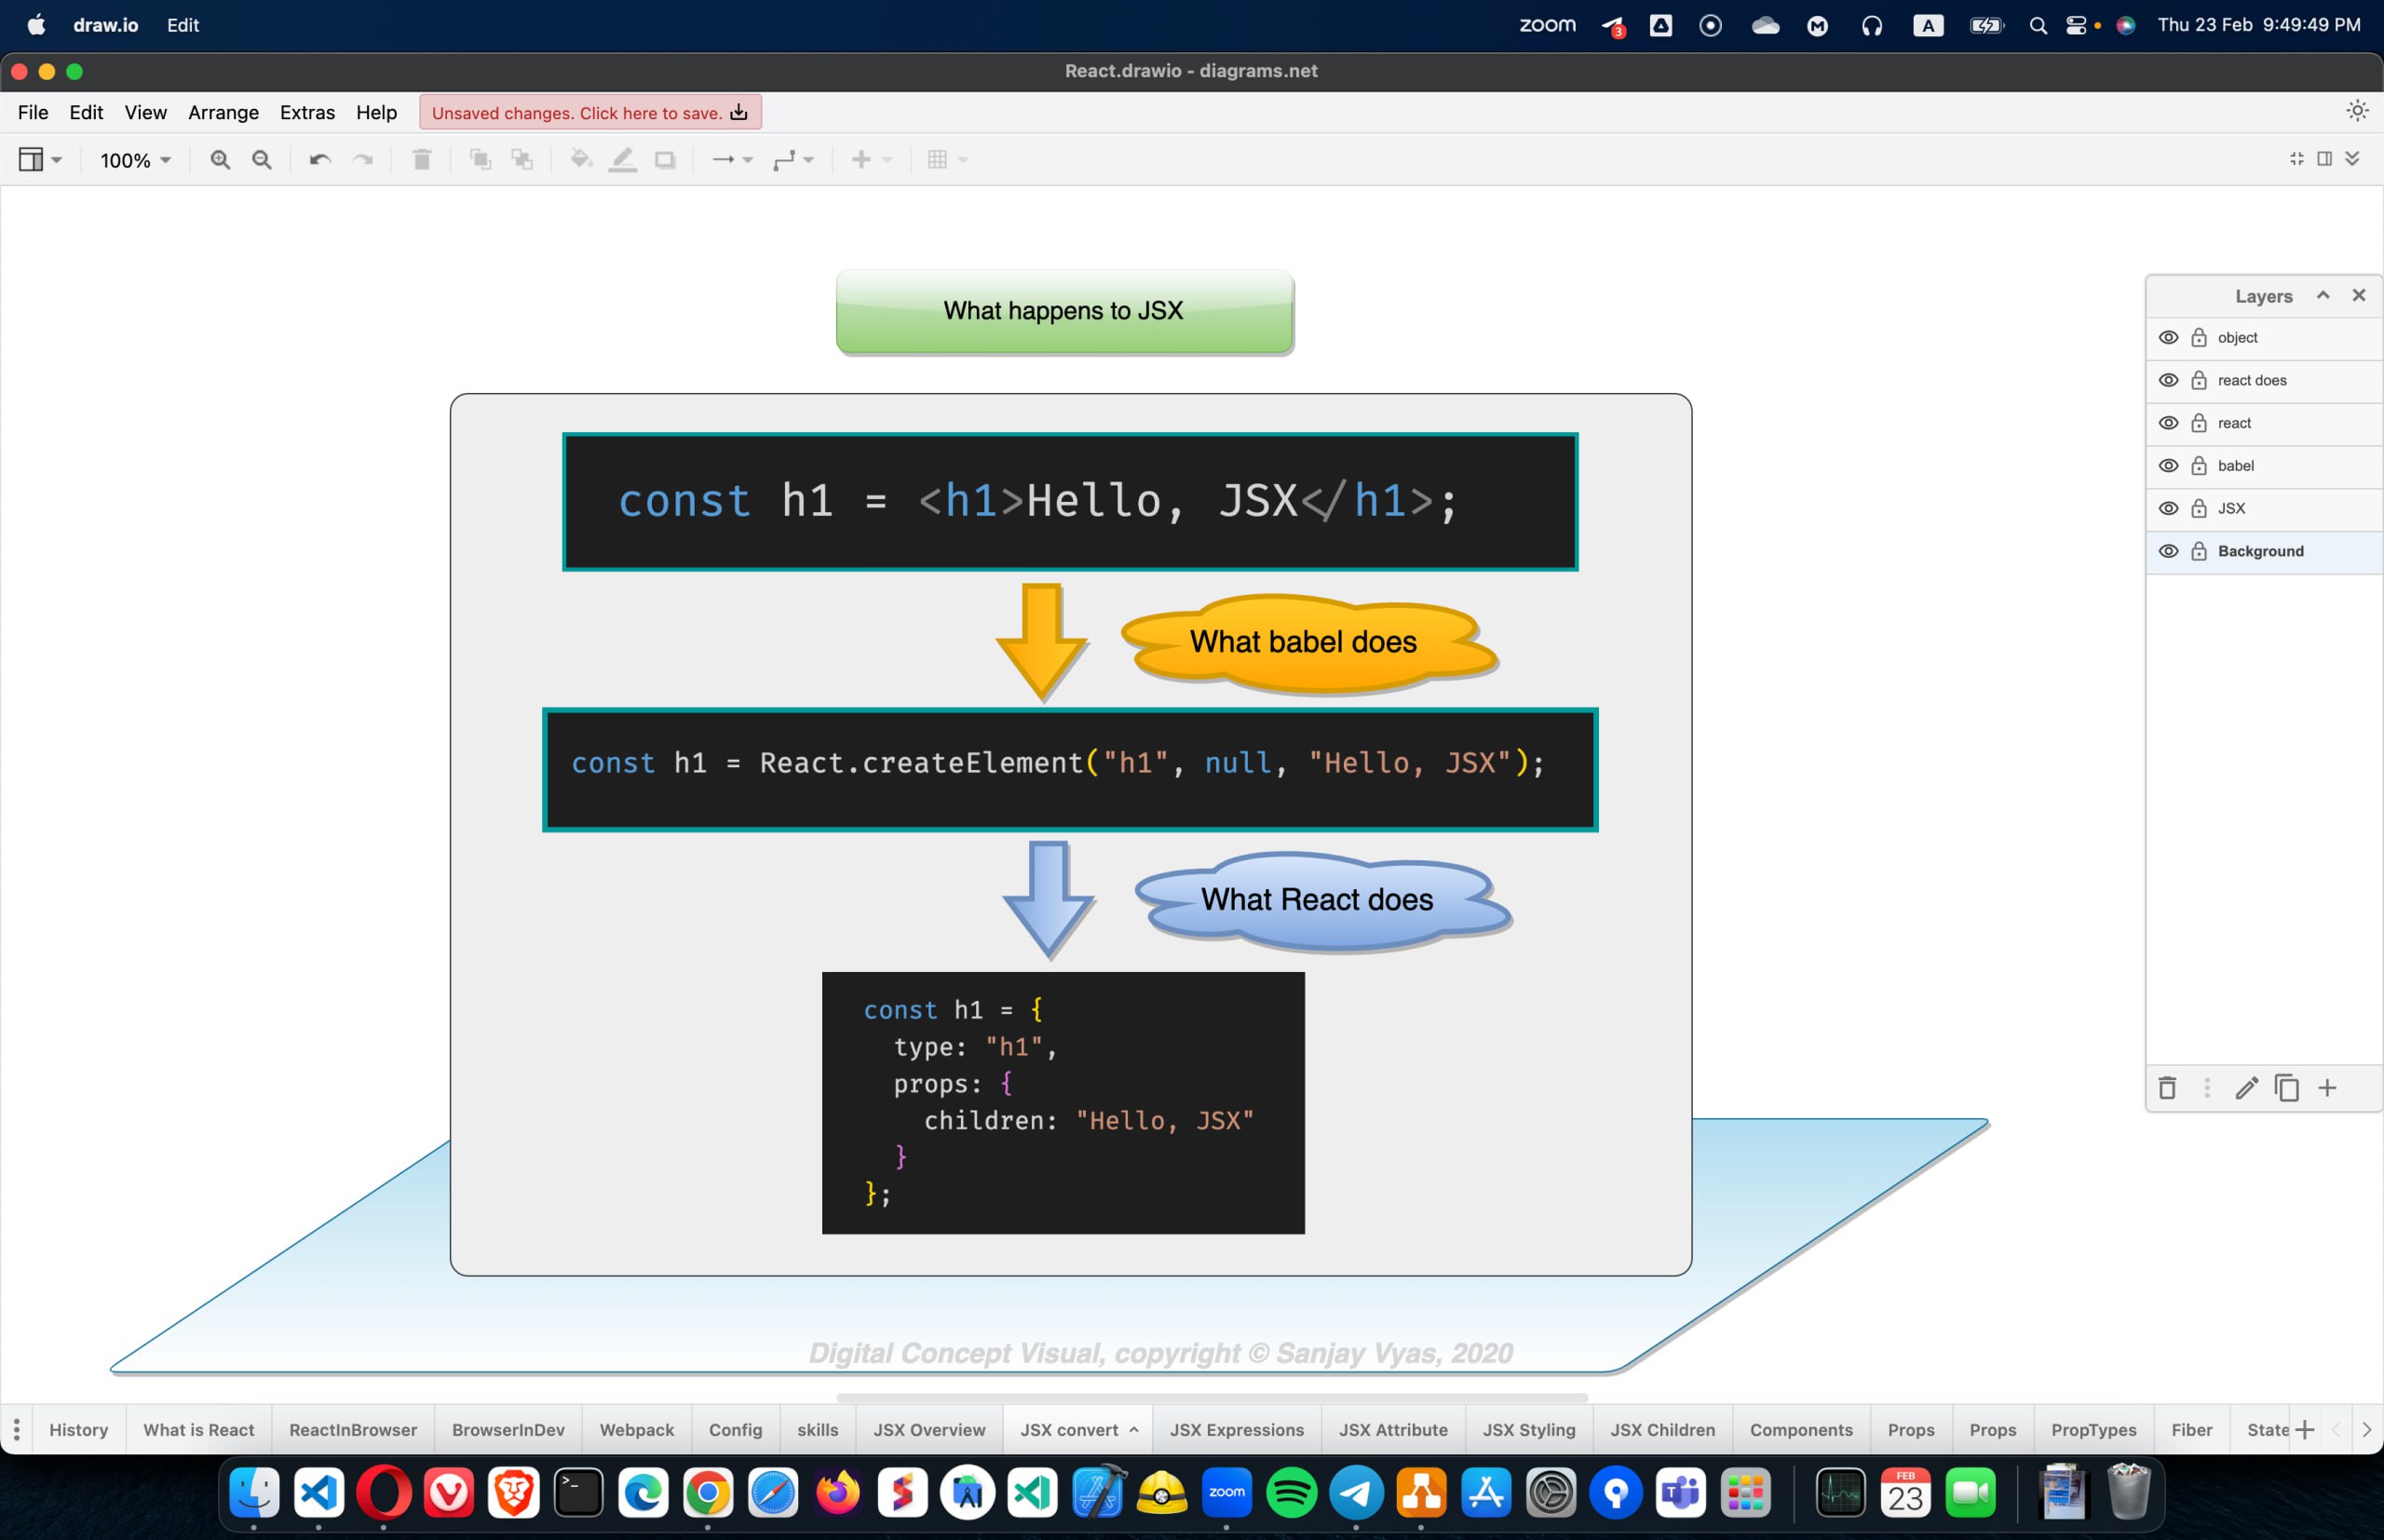 draw.io Edit
zoom 3 A Thu 23 Feb 9:49:49 PM
React.drawio - diagrams.net
File Edit View Arrange Extras Help Unsaved changes. Click here to save.
100%
What happens to JSX
const h1 = <h1>Hello, JSX</h1>;
What babel does
const h1 = React.createElement("h1", null, "Hello, JSX");
What React does
const h1 = {
type: "h1",
props: {
children: "Hello, JSX"
}
};
Digital Concept Visual, copyright © Sanjay Vyas, 2020
Layers
object
react does
react
babel
JSX
Background
History What is React ReactInBrowser BrowserInDev Webpack Config skills JSX Overview JSX convert JSX Expressions JSX Attribute JSX Styling JSX Children Components Props Props PropTypes Fiber State
zoom FEB
23